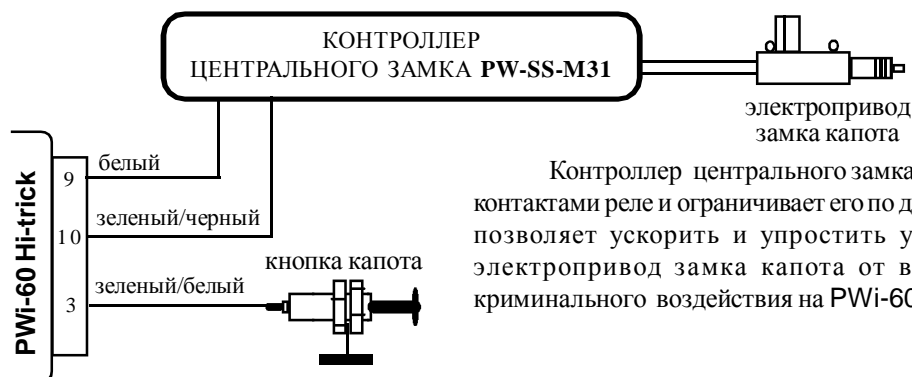 КОНТРОЛЛЕР
ЦЕНТРАЛЬНОГО ЗАМКА PW-SS-M31
электропривод
замка капота
PWi-60 Hi-trick
9
белый
10
зеленый/черный
3
зеленый/белый
кнопка капота
Контроллер центрального замка
контактами реле и ограничивает его по д
позволяет ускорить и упростить у
электропривод замка капота от в
криминального воздействия на PWi-60